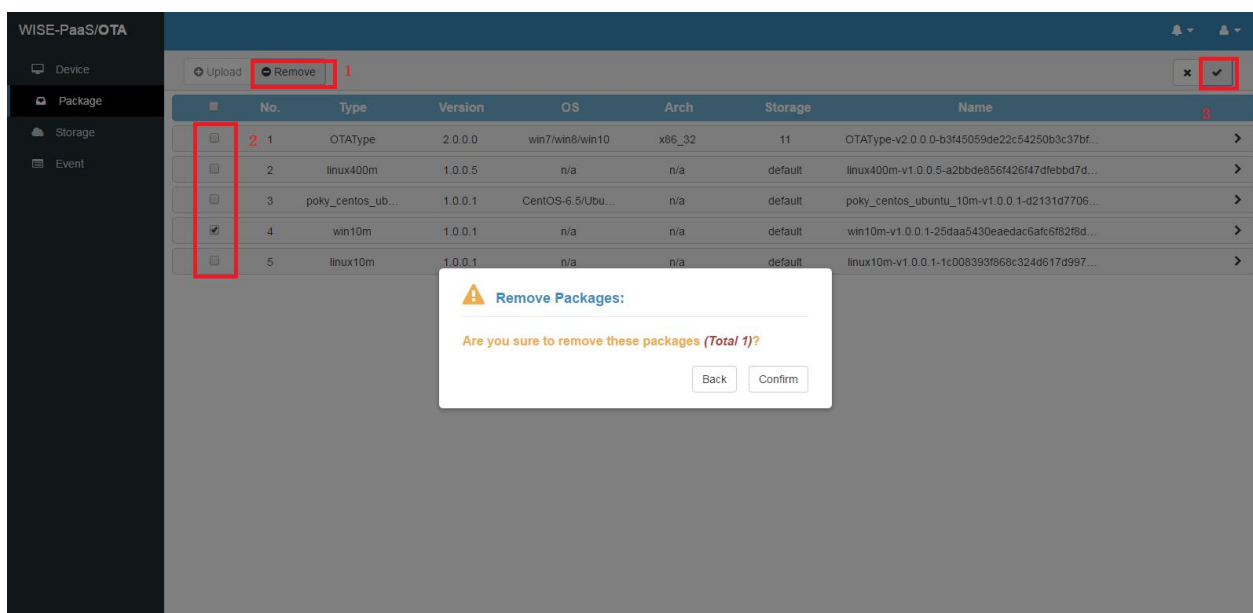 WISE-PaaS/OTA
Device
Package
Storage
Event
Upload Remove 1
No. Type Version OS Arch Storage Name
3
2 1 OTAType 2.0.0.0 win7/win8/win10 x86_32 11 OTAType-v2.0.0.0-b3f45059de22c54250b3c37bf...
2 linux400m 1.0.0.5 n/a n/a default linux400m-v1.0.0.5-a2bbde856f426f47dfebbd7d...
3 poky_centos_ub... 1.0.0.1 CentOS-6.5/Ubu... n/a default poky_centos_ubuntu_10m-v1.0.0.1-d2131d7706...
4 win10m 1.0.0.1 n/a n/a default win10m-v1.0.0.1-25daa5430eaedac6afc6f82f8d...
5 linux10m 1.0.0.1 n/a n/a default linux10m-v1.0.0.1-1c008393f868c324d617d997...
Remove Packages:
Are you sure to remove these packages (Total 1)?
Back Confirm